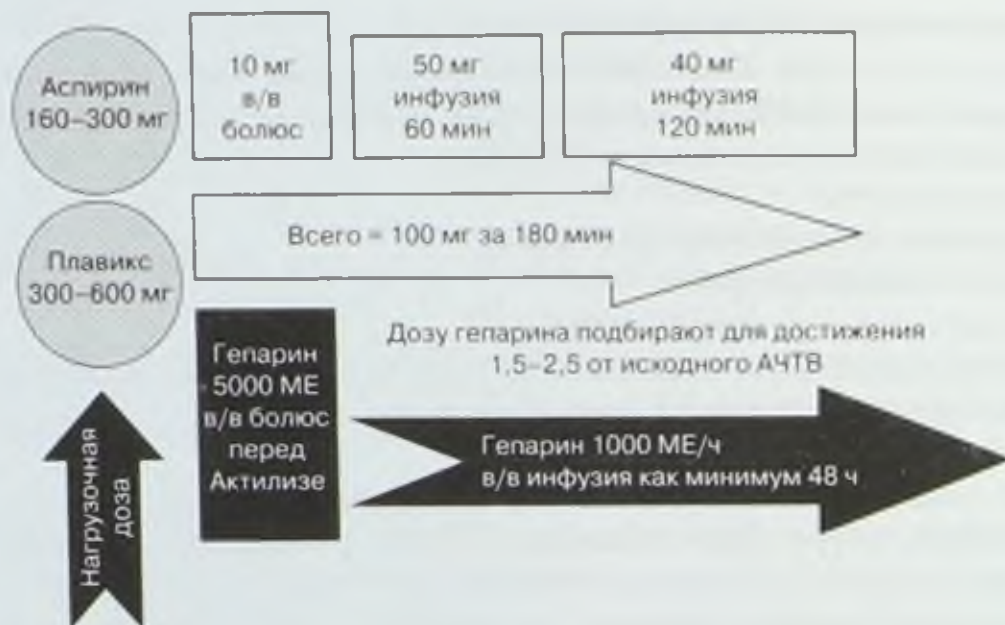 Аспирин
160–300 мг
10 мг
в/в
болюс
50 мг
инфузия
60 мин
40 мг
инфузия
120 мин
Всего = 100 мг за 180 мин
Плавикс
300–600 мг
Гепарин
5000 МЕ
в/в болюс
перед
Актилизе
Дозу гепарина подбирают для достижения
1,5–2,5 от исходного АЧТВ
Гепарин 1000 МЕ/ч
в/в инфузия как минимум 48 ч
Нагрузочная
доза